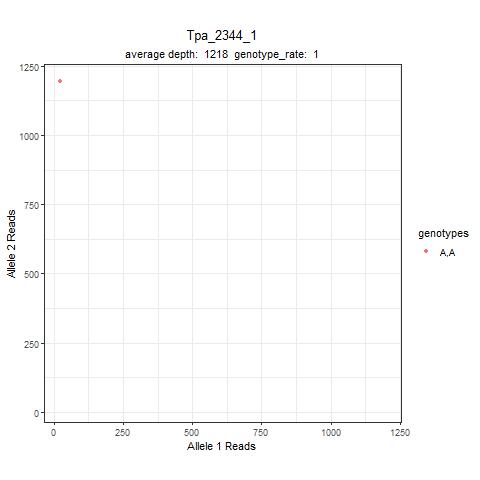 Tpa_2344_1
average depth:  1218  genotype_rate:  1
1250
1000
750
500
250
0
Allele 2 Reads
0 250 500 750 1000 1250
Allele 1 Reads
genotypes
A,A